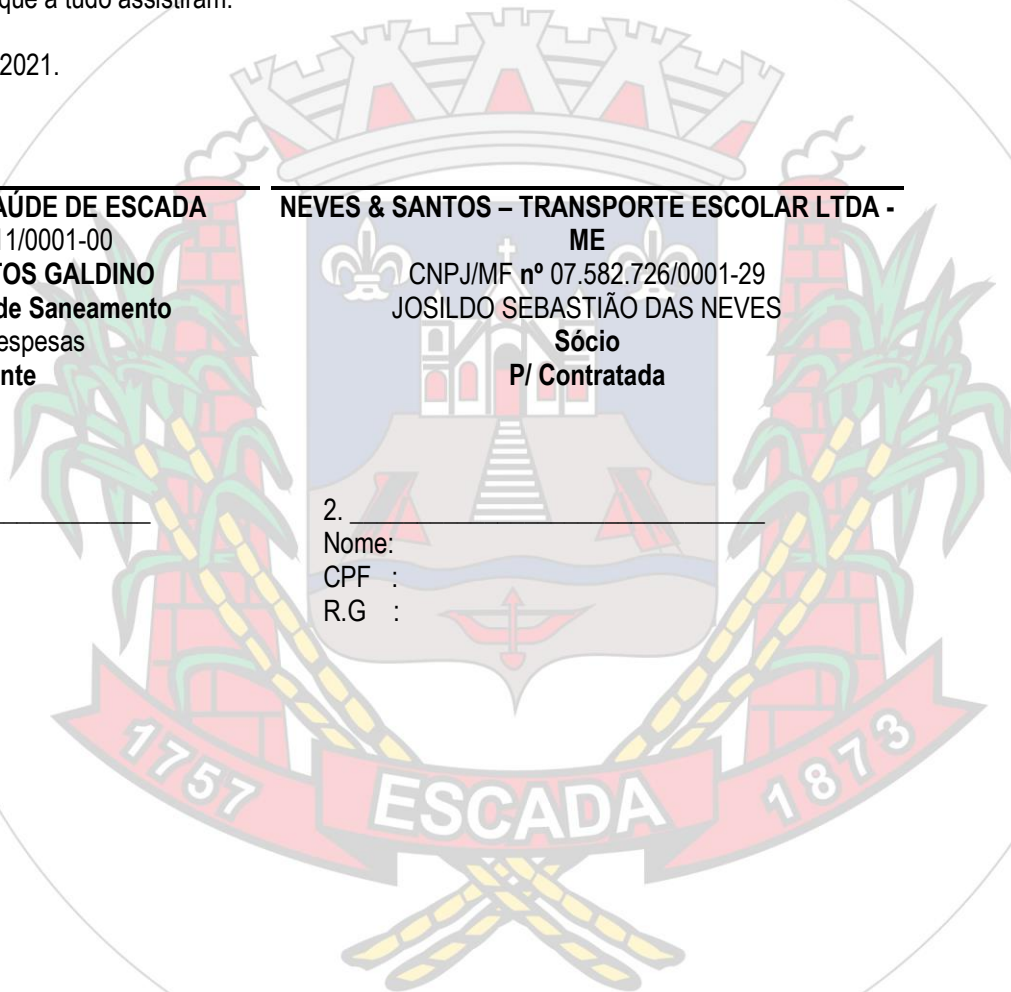 que a tudo assistiram.
2021.
AÚDE DE ESCADA
11/0001-00
TOS GALDINO
de Saneamento
espesas
nte
NEVES & SANTOS – TRANSPORTE ESCOLAR LTDA -
ME
CNPJ/MF nº 07.582.726/0001-29
JOSILDO SEBASTIÃO DAS NEVES
Sócio
P/ Contratada
2. ______________________________
Nome:
CPF :
R.G :
1757 ESCADA 1873